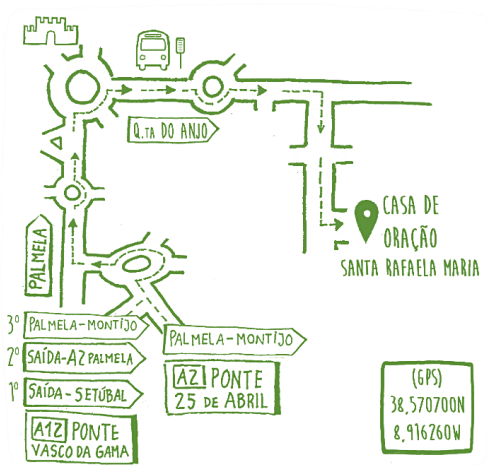 Q.TA DO ANJO
CASA DE
ORAÇÃO
SANTA RAFAELA MARIA
PALMELA
3º PALMELA-MONTIJO
2º SAÍDA-A2 PALMELA
1º SAÍDA-SETÚBAL
A12 PONTE
VASCO DA GAMA
PALMELA-MONTIJO
A2 PONTE
25 DE ABRIL
(GPS)
38,570700N
8,916260W